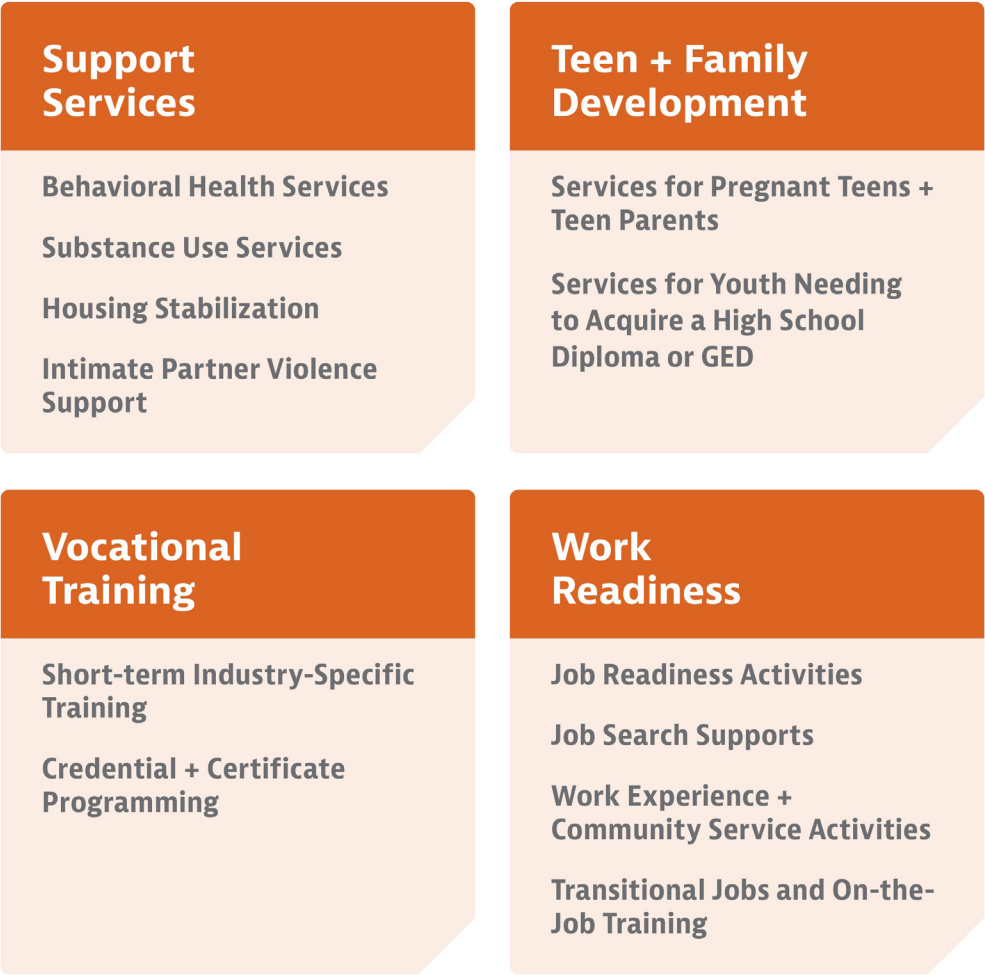 Support
Services
Behavioral Health Services
Substance Use Services
Housing Stabilization
Intimate Partner Violence
Support
Teen + Family
Development
Services for Pregnant Teens +
Teen Parents
Services for Youth Needing
to Acquire a High School
Diploma or GED
Vocational
Training
Short-term Industry-Specific
Training
Credential + Certificate
Programming
Work
Readiness
Job Readiness Activities
Job Search Supports
Work Experience +
Community Service Activities
Transitional Jobs and On-the-
Job Training